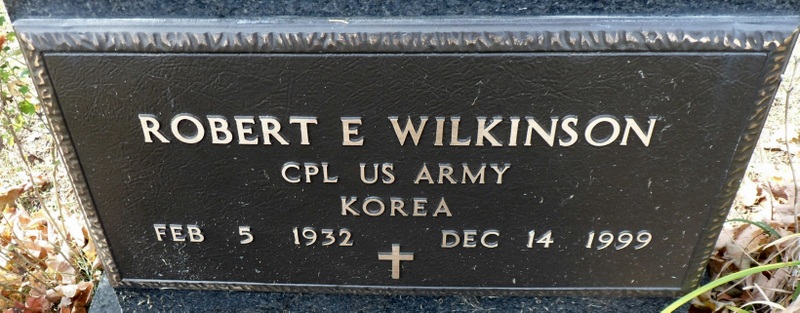 ROBERT E WILKINSON
CPL US ARMY
KOREA
FEB 5 1932 DEC 14 1999